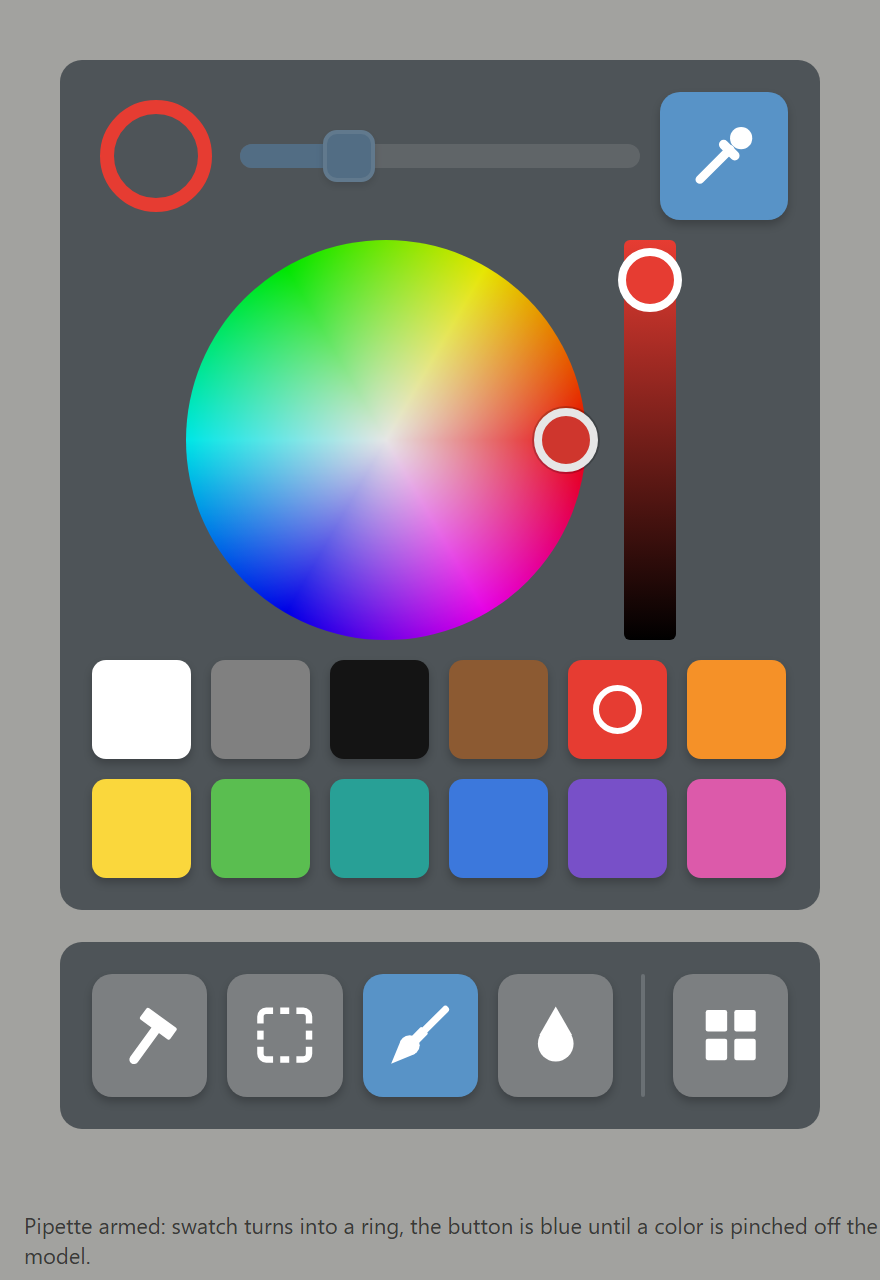 Pipette armed: swatch turns into a ring, the button is blue until a color is pinched off the
model.